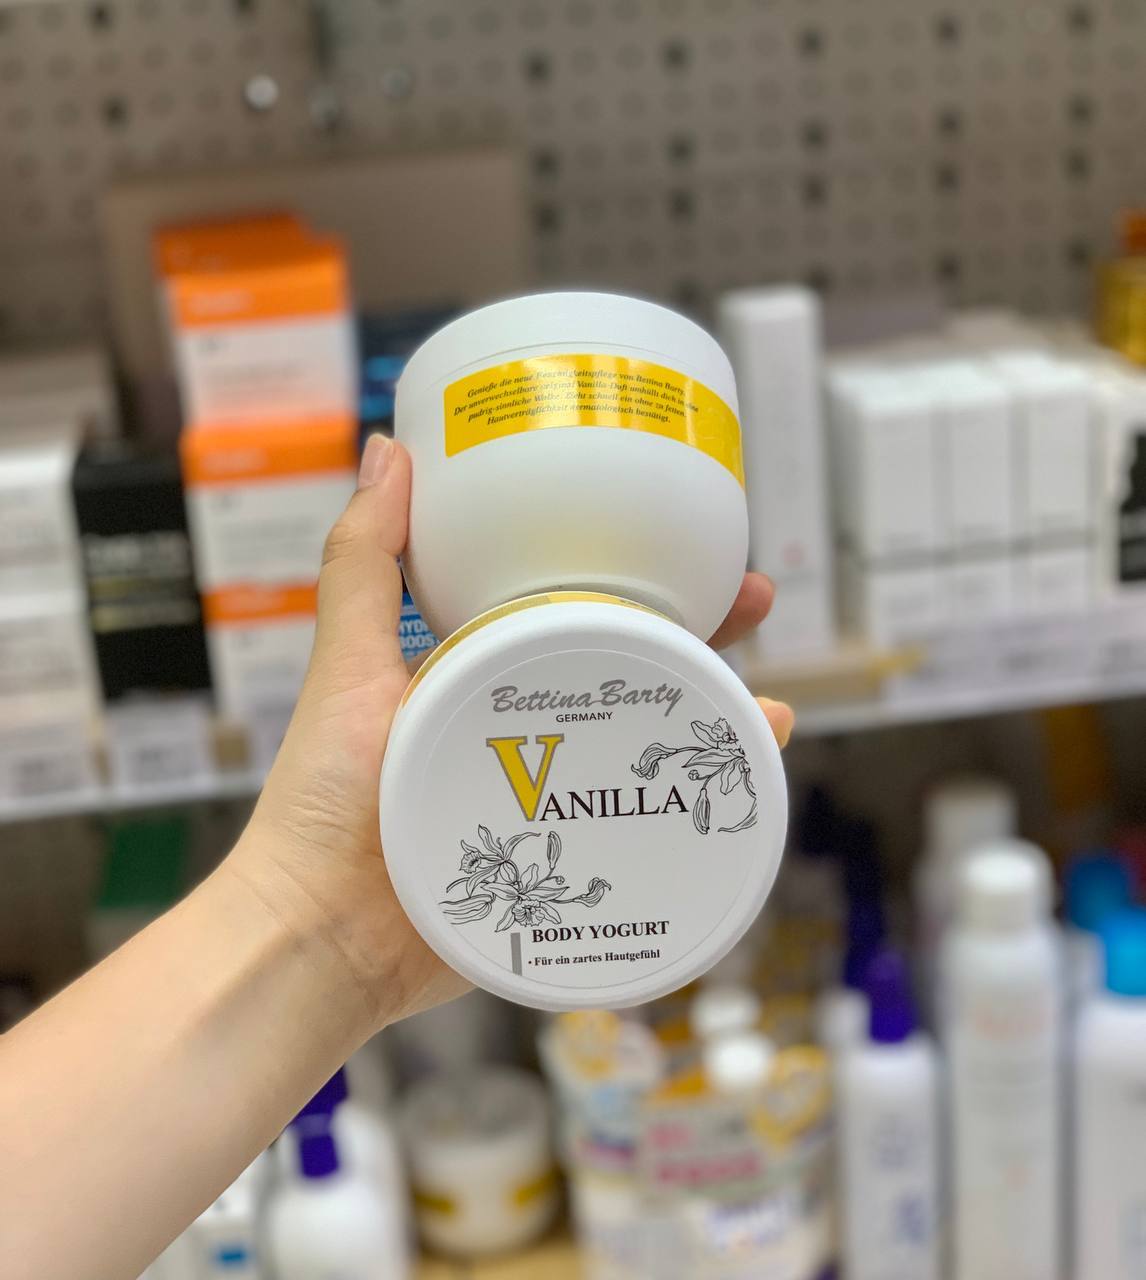 Genieße die neue Feuchtigkeitspflege von Bettina Barty.
Der unverwechselbare original Vanilla-Duft umhüllt dich in eine
pudrig-sinnliche Wolke. Zieht schnell ein ohne zu fetten.
Hautverträglichkeit dermatologisch bestätigt.
Bettina Barty
GERMANY
VANILLA
BODY YOGURT
• Für ein zartes Hautgefühl